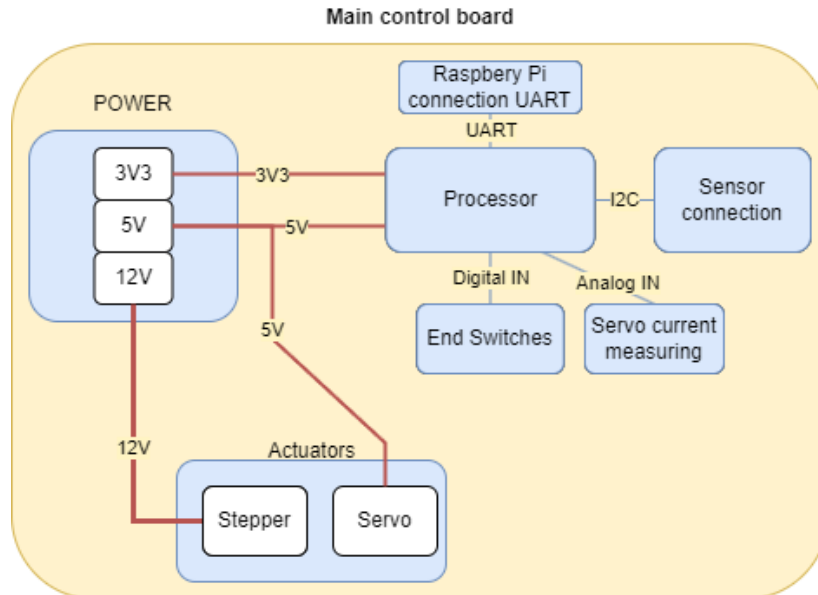 Main control board
POWER
3V3
5V
12V
3V3
5V
5V
12V
Raspbery Pi
connection UART
UART
Processor
I2C
Sensor
connection
Digital IN
Analog IN
End Switches
Servo current
measuring
Actuators
Stepper
Servo